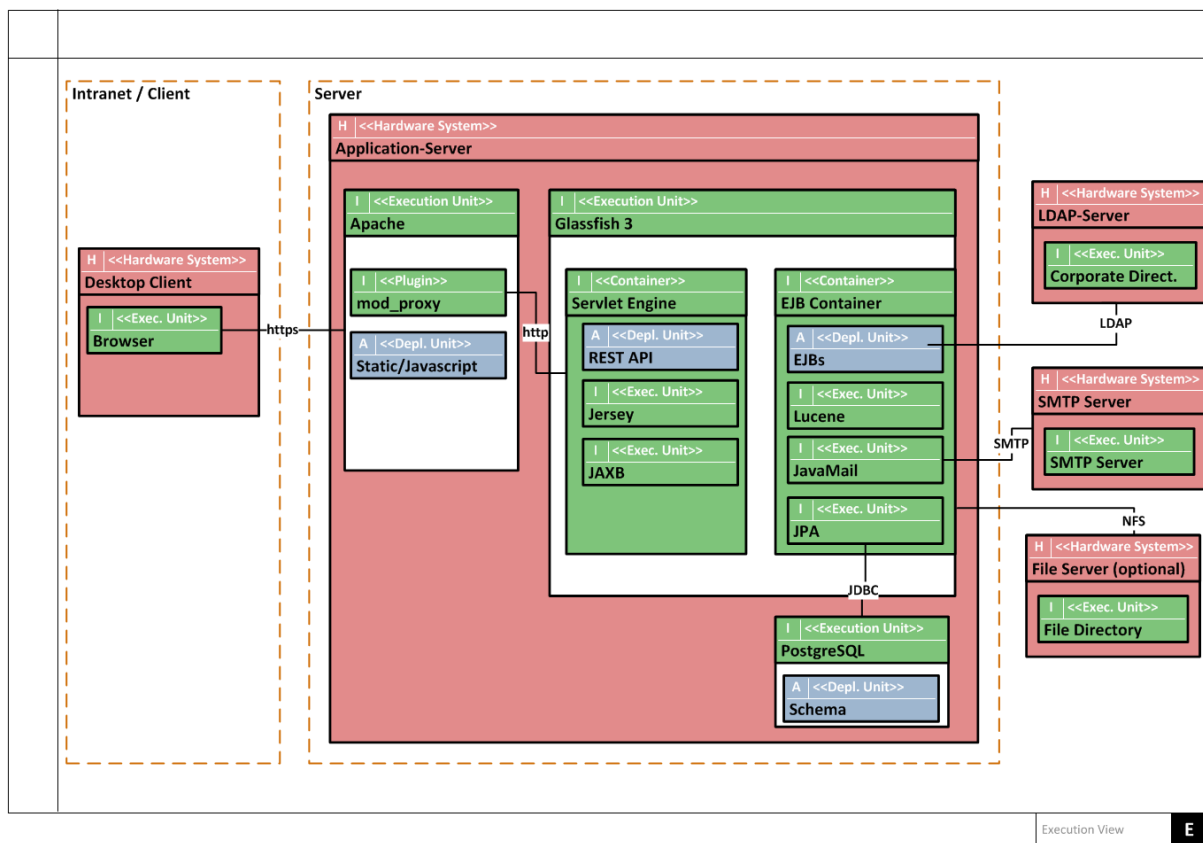 Intranet / Client
Server
H <<Hardware System>>
Application-Server
I <<Execution Unit>>
Apache
I <<Execution Unit>>
Glassfish 3
H <<Hardware System>>
LDAP-Server
I <<Exec. Unit>>
Corporate Direct.
LDAP
H <<Hardware System>>
Desktop Client
I <<Exec. Unit>>
Browser
https
I <<Plugin>>
mod_proxy
http
A <<Depl. Unit>>
Static/Javascript
I <<Container>>
Servlet Engine
A <<Depl. Unit>>
REST API
I <<Exec. Unit>>
Jersey
I <<Exec. Unit>>
JAXB
I <<Container>>
EJB Container
A <<Depl. Unit>>
EJBs
I <<Exec. Unit>>
Lucene
I <<Exec. Unit>>
JavaMail
I <<Exec. Unit>>
JPA
H <<Hardware System>>
SMTP Server
SMTP
I <<Exec. Unit>>
SMTP Server
NFS
H <<Hardware System>>
File Server (optional)
I <<Exec. Unit>>
File Directory
JDBC
I <<Execution Unit>>
PostgreSQL
A <<Depl. Unit>>
Schema
Execution View
E